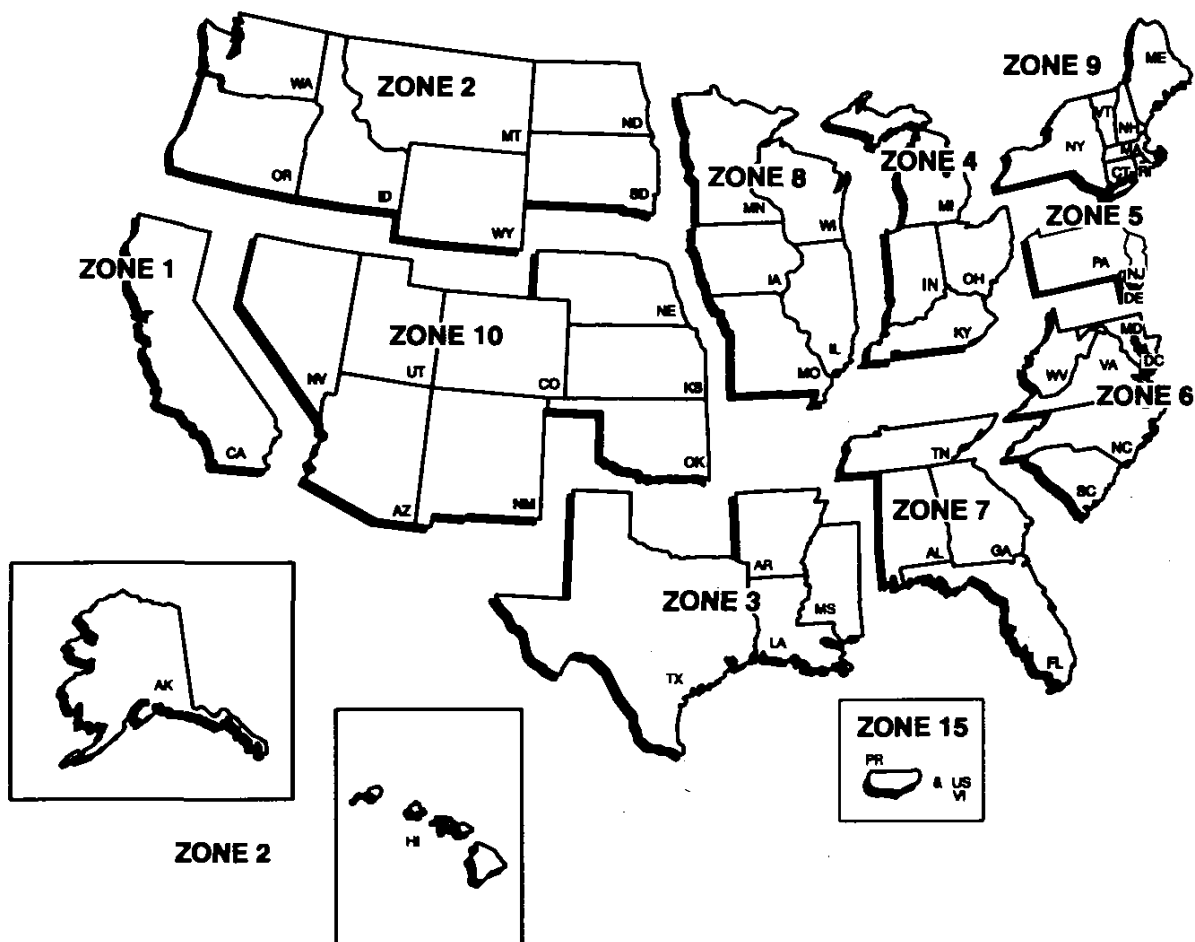 ZONE 9
ME
ZONE 2
WA
MT
ND
VT
NH
NY
MA
CT
RI
ZONE 8
ZONE 4
OR
ID
SD
WY
MN
WI
MI
ZONE 5
ZONE 1
PA
NJ
DE
IA
IN
OH
NE
ZONE 10
UT
CO
NV
KS
MO
IL
KY
MD
DC
WV
VA
ZONE 6
CA
AZ
NM
OK
TN
NC
SC
ZONE 7
AL
GA
AR
ZONE 3
MS
LA
TX
FL
AK
ZONE 15
PR
& US
VI
HI
ZONE 2